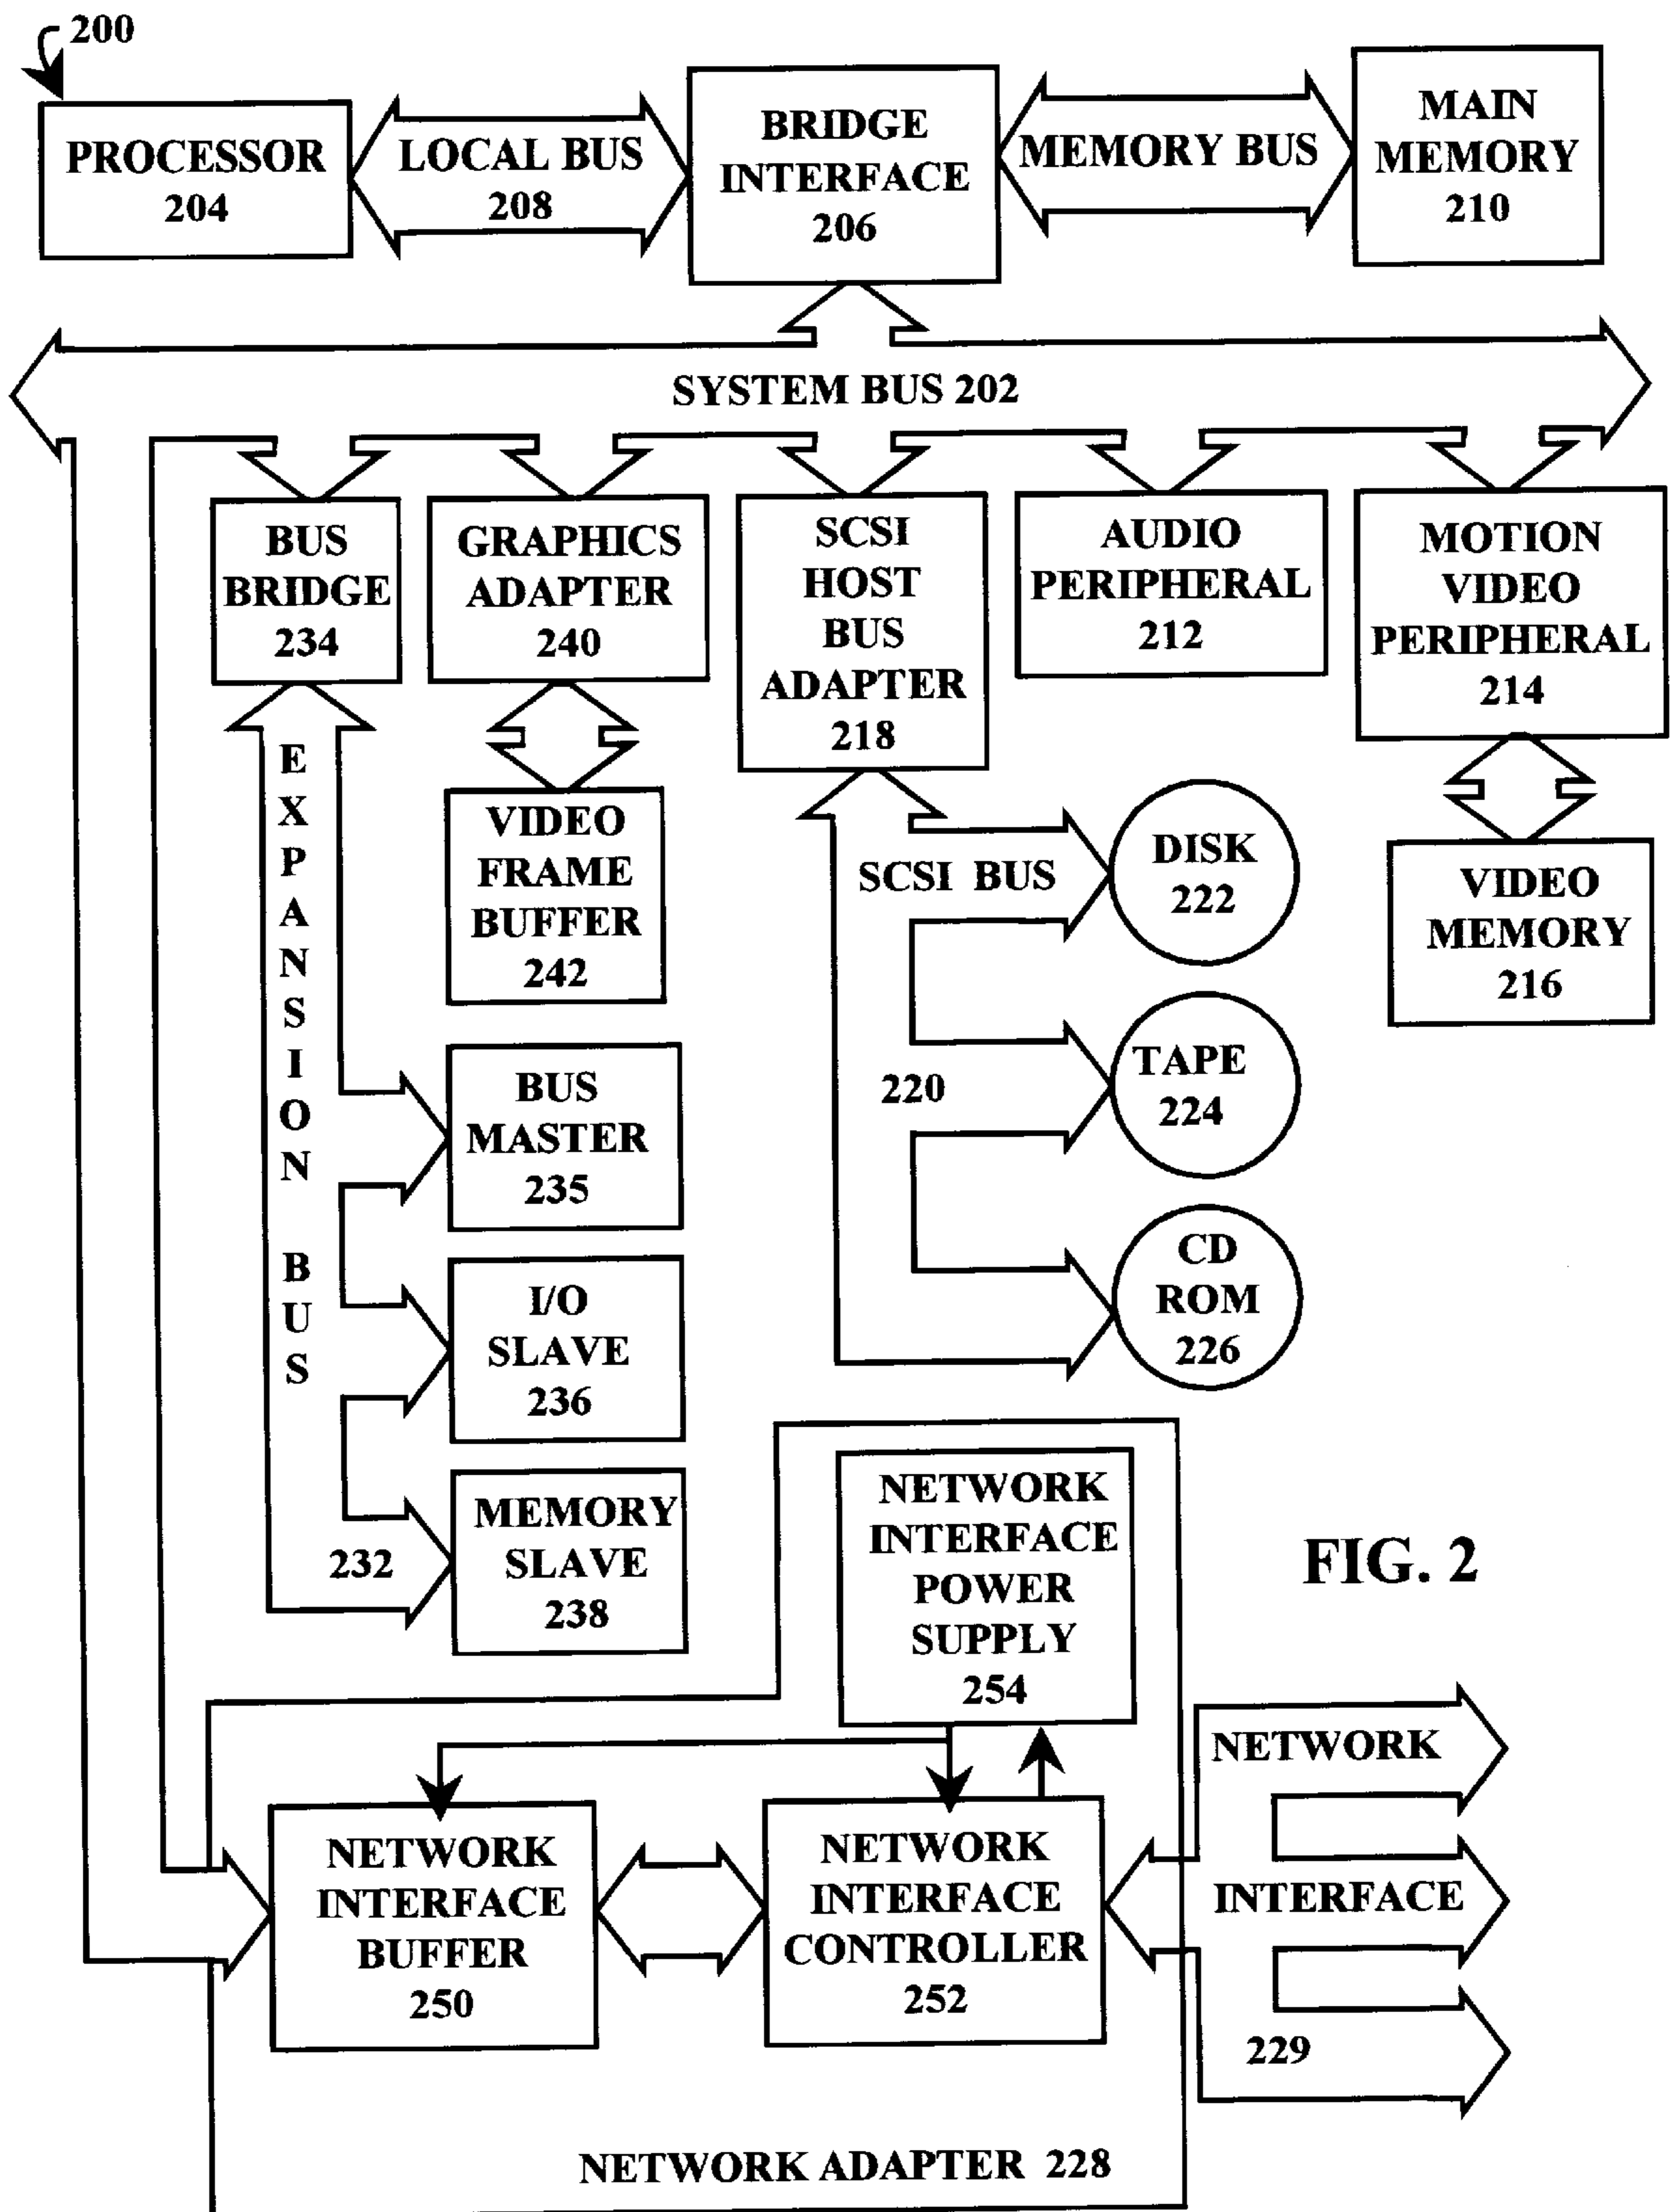 200
PROCESSOR
204
LOCAL BUS
208
BRIDGE
INTERFACE
206
MEMORY BUS
MAIN
MEMORY
210
SYSTEM BUS 202
BUS
BRIDGE
234
GRAPHICS
ADAPTER
240
SCSI
HOST
BUS
ADAPTER
218
AUDIO
PERIPHERAL
212
MOTION
VIDEO
PERIPHERAL
214
EXPANSION BUS
232
VIDEO
FRAME
BUFFER
242
SCSI BUS
220
DISK
222
TAPE
224
CD
ROM
226
VIDEO
MEMORY
216
BUS
MASTER
235
I/O
SLAVE
236
MEMORY
SLAVE
238
NETWORK
INTERFACE
POWER
SUPPLY
254
FIG. 2
NETWORK
INTERFACE
BUFFER
250
NETWORK
INTERFACE
CONTROLLER
252
NETWORK
INTERFACE
229
NETWORK ADAPTER 228